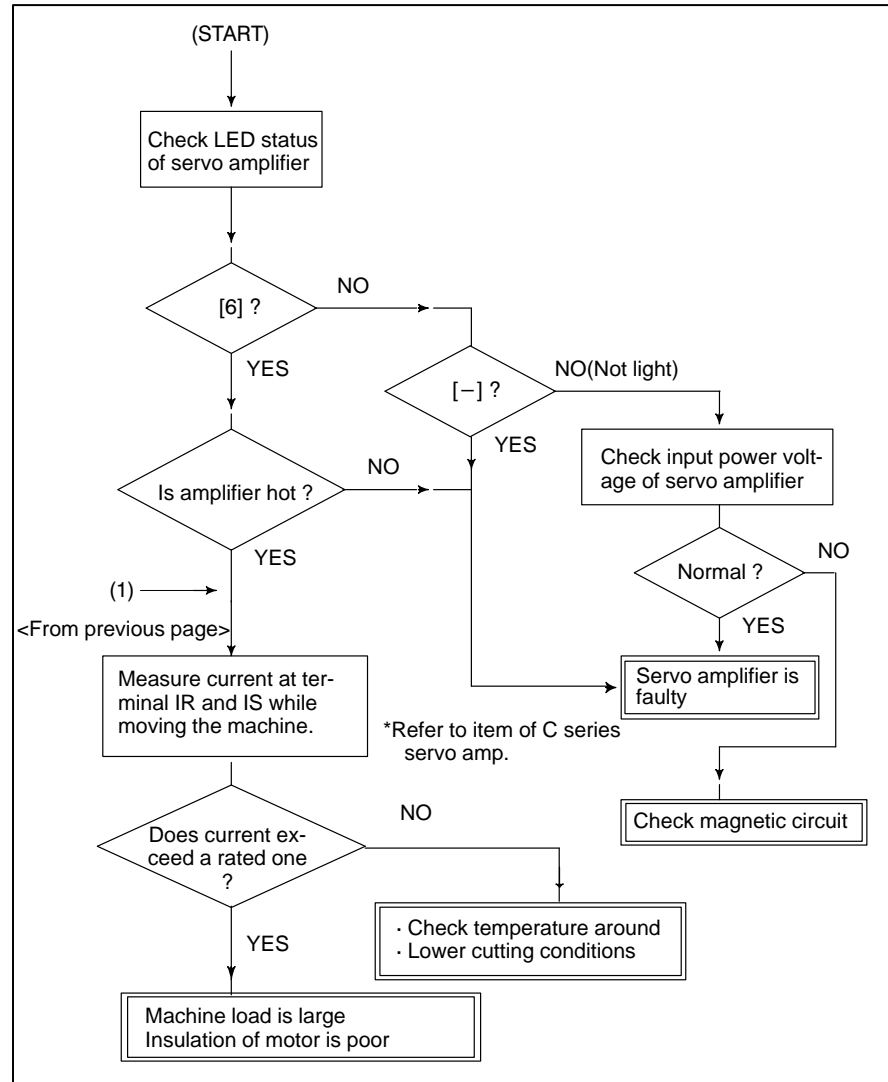 (START)
Check LED status
of servo amplifier
[6] ?
NO
YES
[–] ?
NO(Not light)
YES
Check input power volt-
age of servo amplifier
Is amplifier hot ?
NO
YES
Normal ?
NO
YES
(1)
<From previous page>
Servo amplifier is
faulty
Measure current at ter-
minal IR and IS while
moving the machine.
*Refer to item of C series
servo amp.
Check magnetic circuit
Does current ex-
ceed a rated one
?
NO
YES
· Check temperature around
· Lower cutting conditions
Machine load is large
Insulation of motor is poor